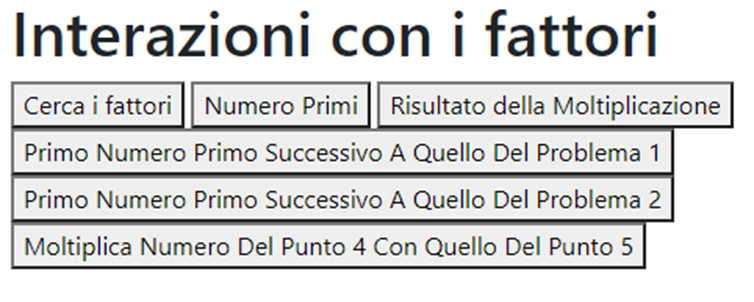 Interazioni con i fattori
Cerca i fattori Numero Primi Risultato della Moltiplicazione
Primo Numero Primo Successivo A Quello Del Problema 1
Primo Numero Primo Successivo A Quello Del Problema 2
Moltiplica Numero Del Punto 4 Con Quello Del Punto 5